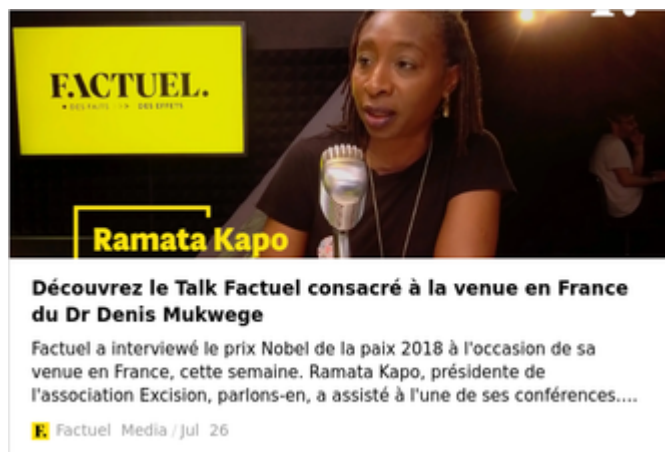 FACTUEL.
DES FAITS DES EFFETS
Ramata Kapo
Découvrez le Talk Factuel consacré à la venue en France
du Dr Denis Mukwege
Factuel a interviewé le prix Nobel de la paix 2018 à l'occasion de sa
venue en France, cette semaine. Ramata Kapo, présidente de
l'association Excision, parlons-en, a assisté à l'une de ses conférences....
F. Factuel Media / Jul 26